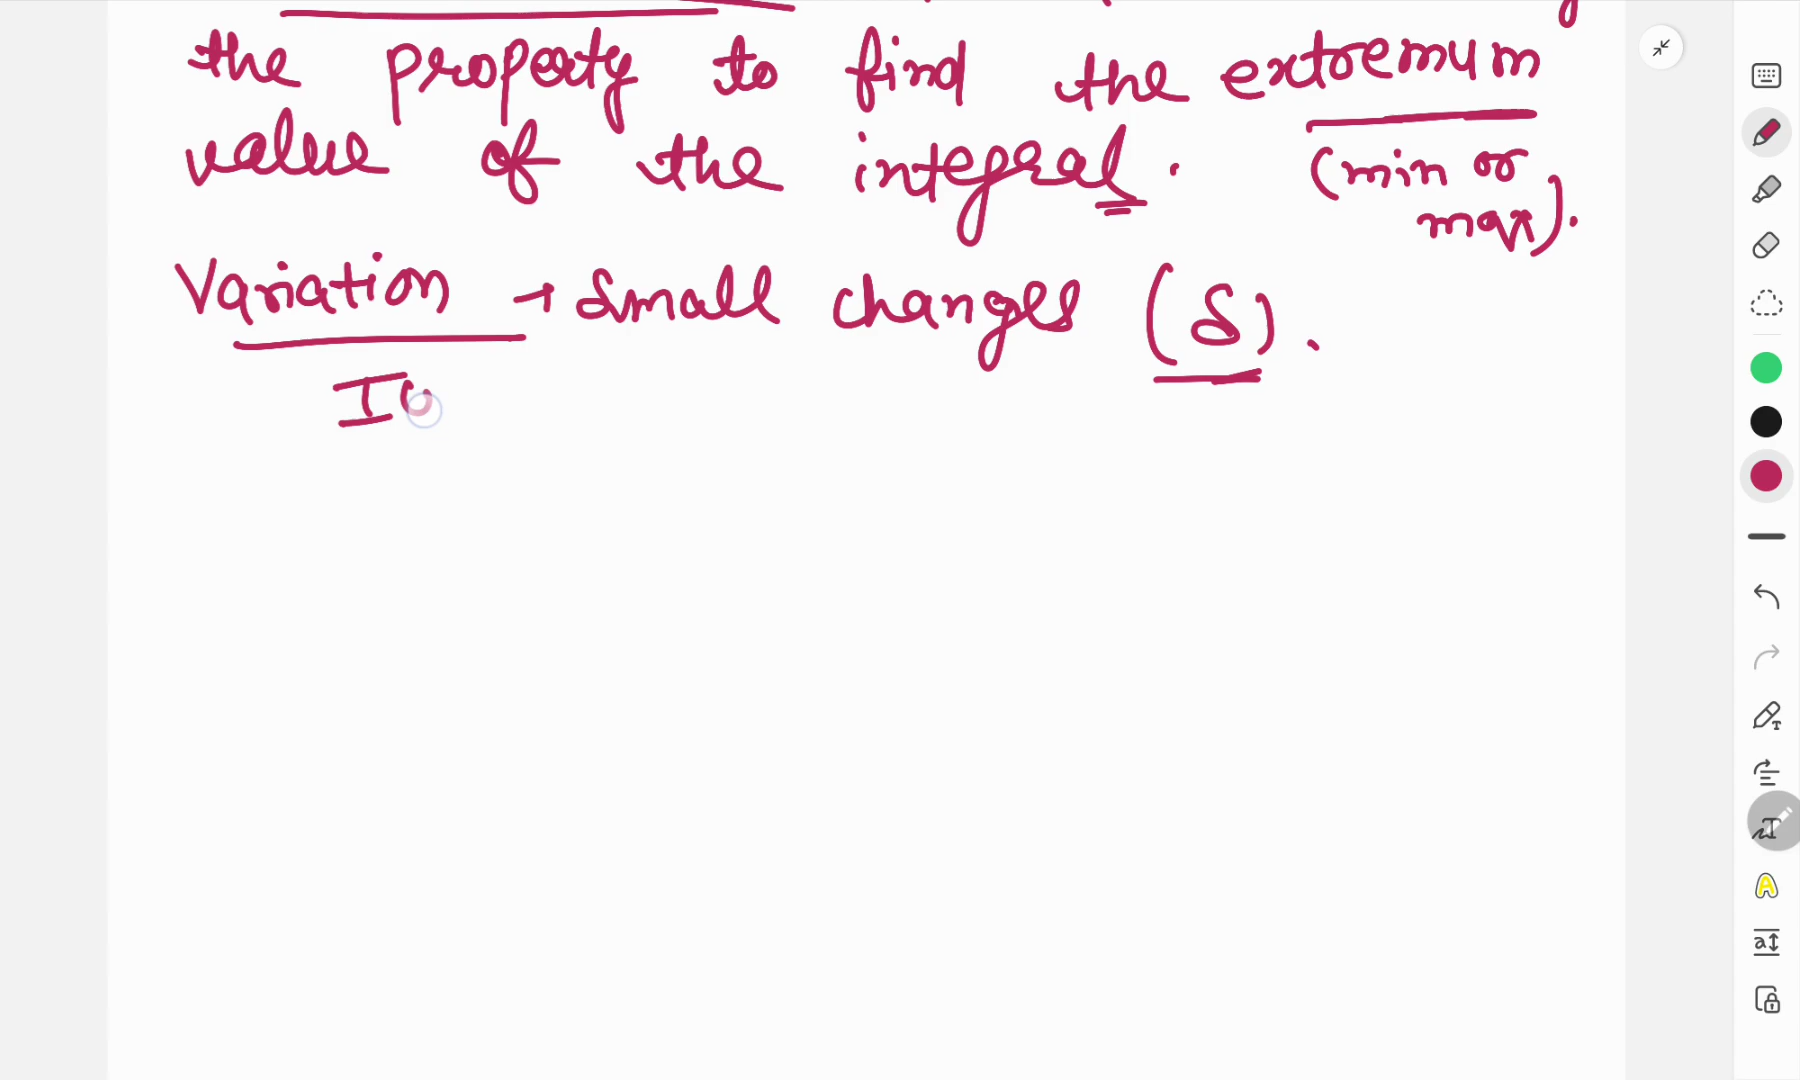 the property to find the extremum
value of the integral. (min or
max).
Variation → Small changes (δ).
I